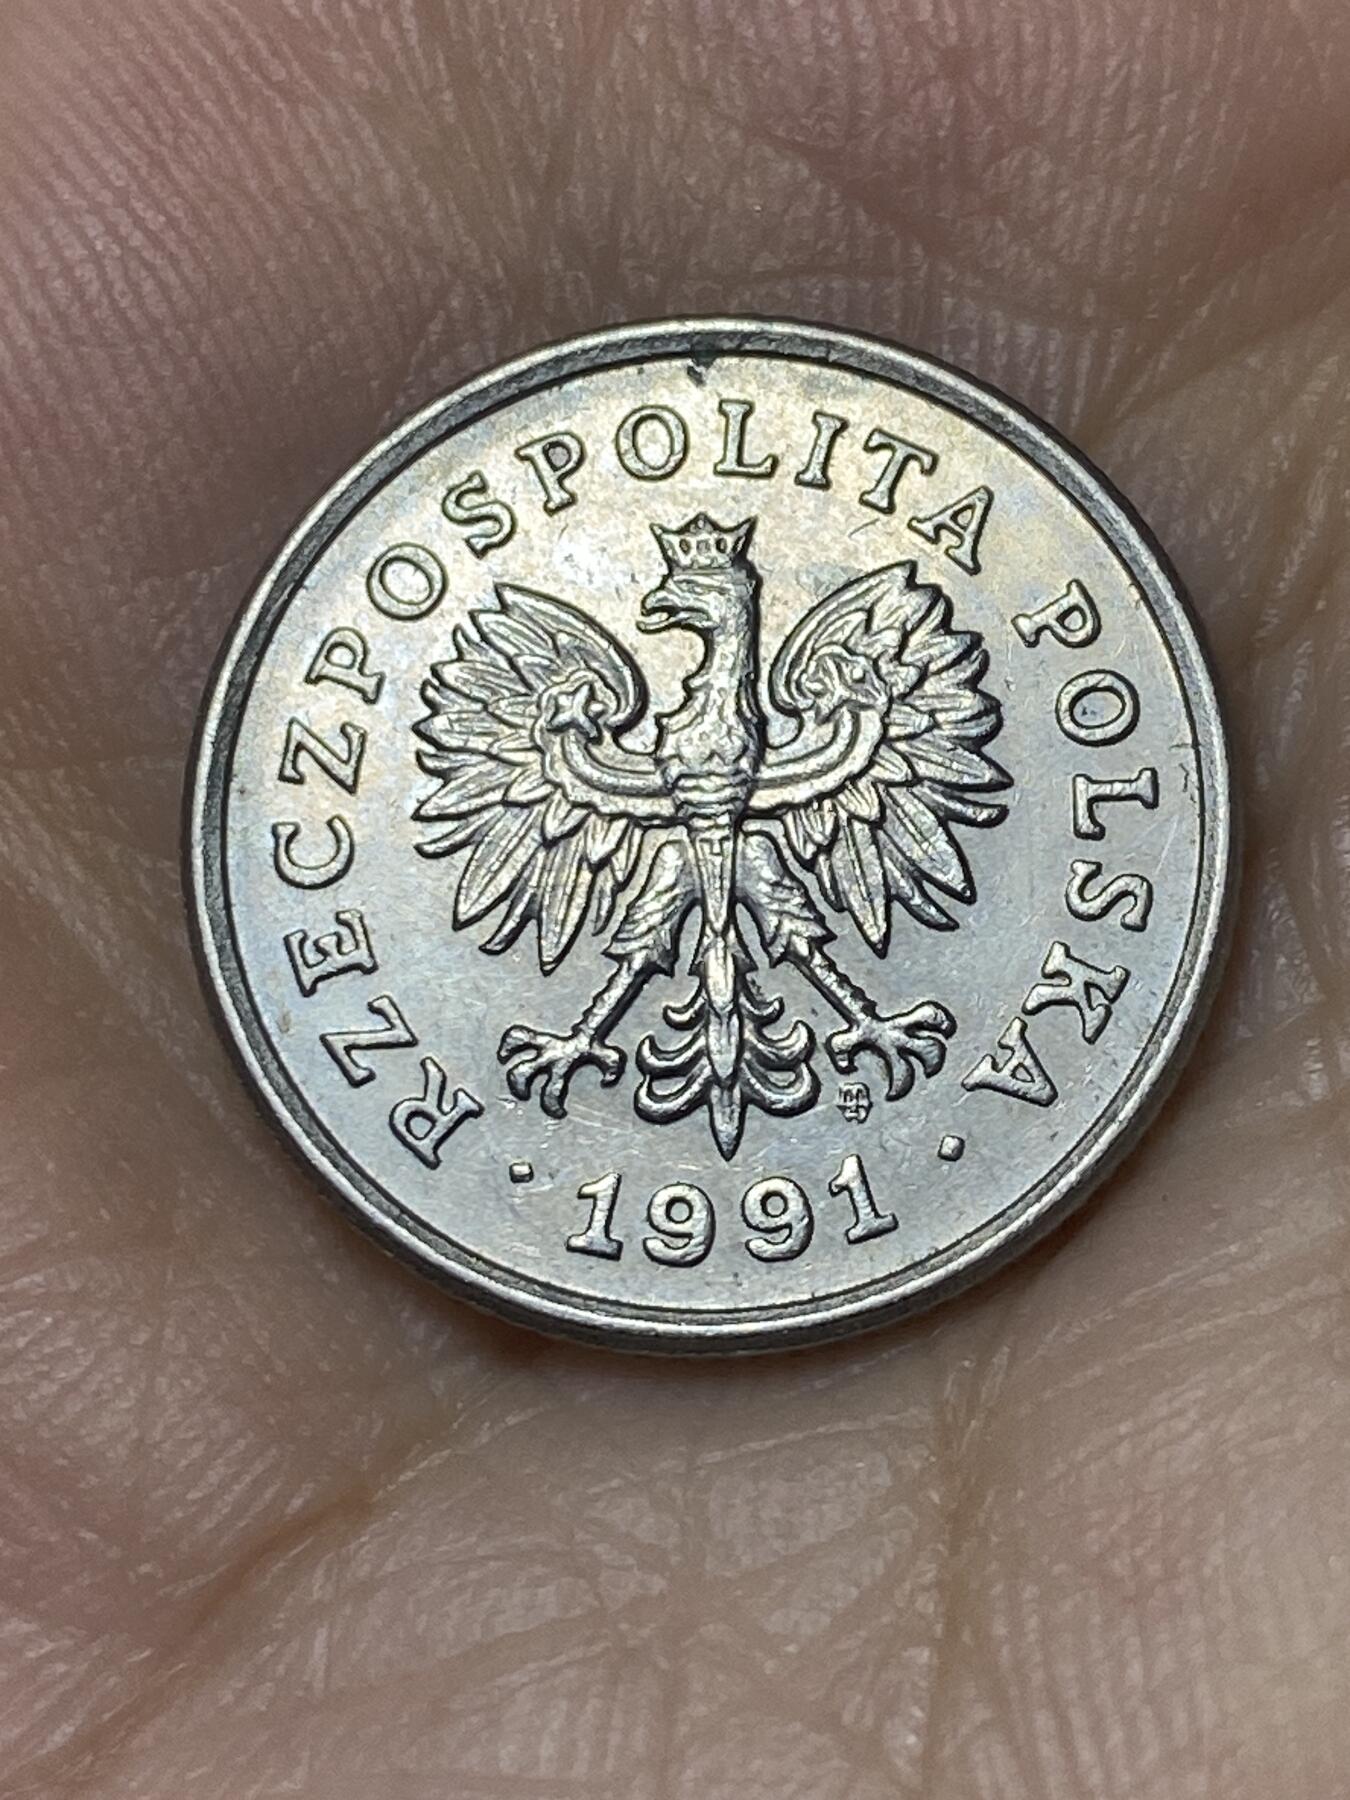 RZECZPOSPOLITA POLSKA
· 1991 ·